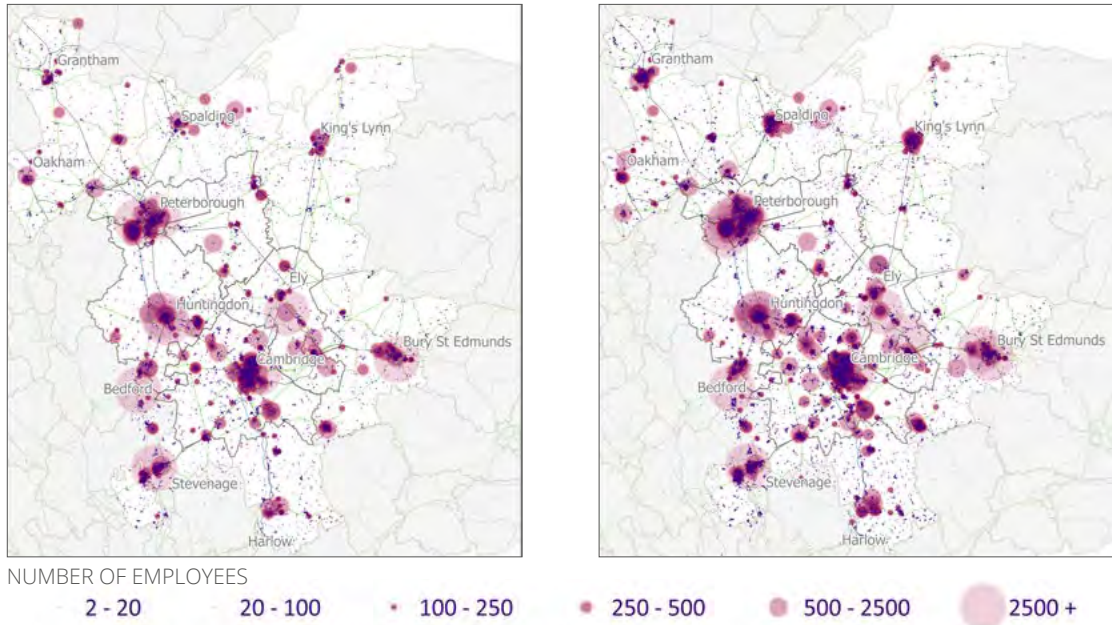 Grantham
Spalding
King's Lynn
Oakham
Peterborough
Ely
Huntingdon
Bury St Edmunds
Cambridge
Bedford
Stevenage
Harlow
Grantham
Spalding
King's Lynn
Oakham
Peterborough
Ely
Huntingdon
Bury St Edmunds
Cambridge
Bedford
Stevenage
Harlow
NUMBER OF EMPLOYEES
2 - 20 20 - 100 100 - 250 250 - 500 500 - 2500 2500 +